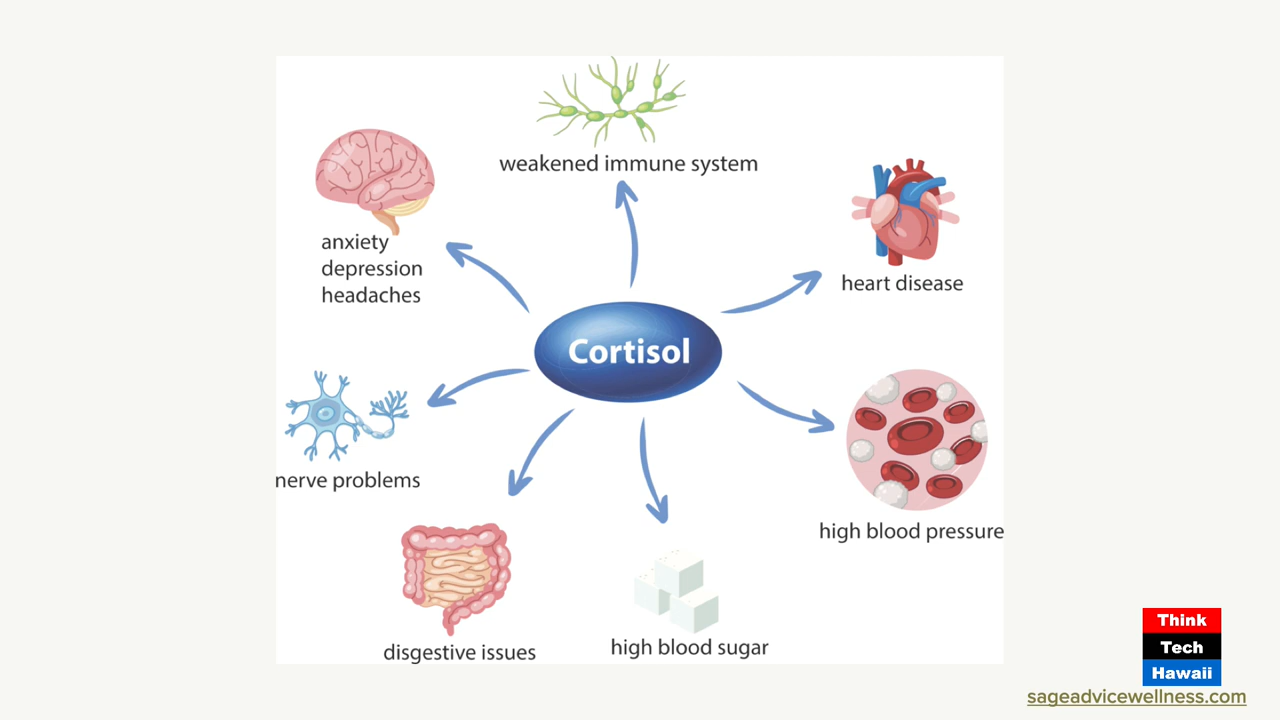 weakened immune system
anxiety
depression
headaches
heart disease
Cortisol
nerve problems
high blood pressure
disgestive issues
high blood sugar
Think
Tech
Hawaii
sageadvicewellness.com